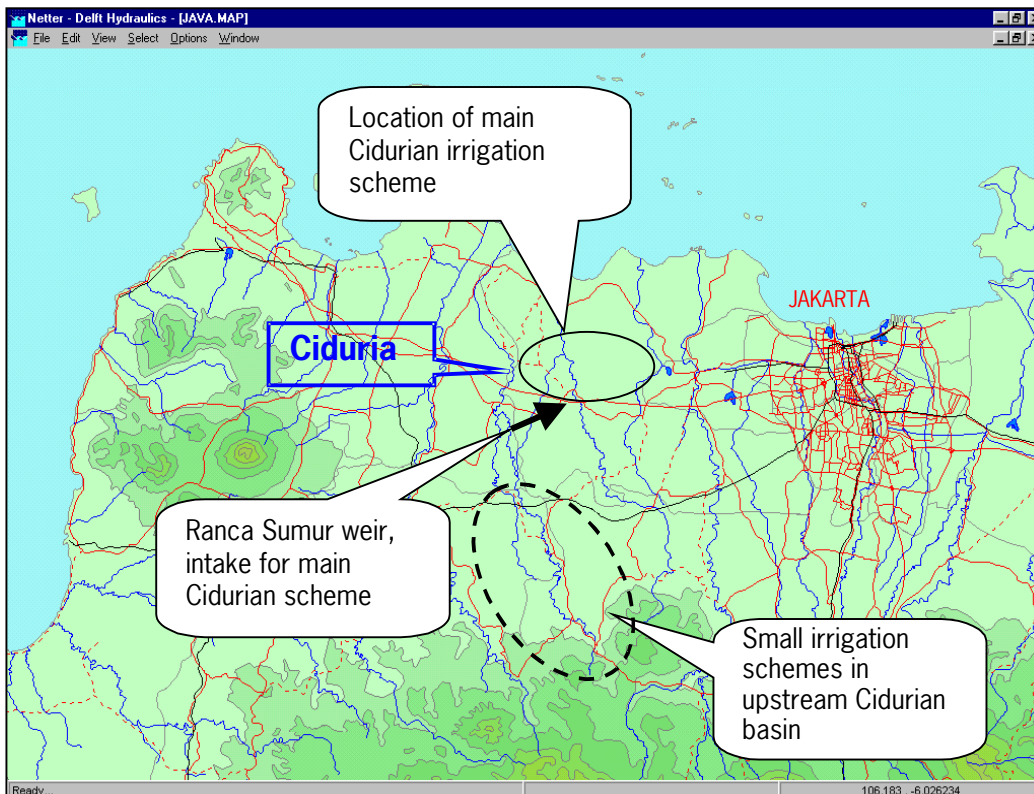 Netter - Delft Hydraulics - [JAVA.MAP]
File Edit View Select Options Window
Location of main
Cidurian irrigation
scheme
JAKARTA
Ciduria
Ranca Sumur weir,
intake for main
Cidurian scheme
Small irrigation
schemes in
upstream Cidurian
basin
Ready...
106.183 , -6.026234